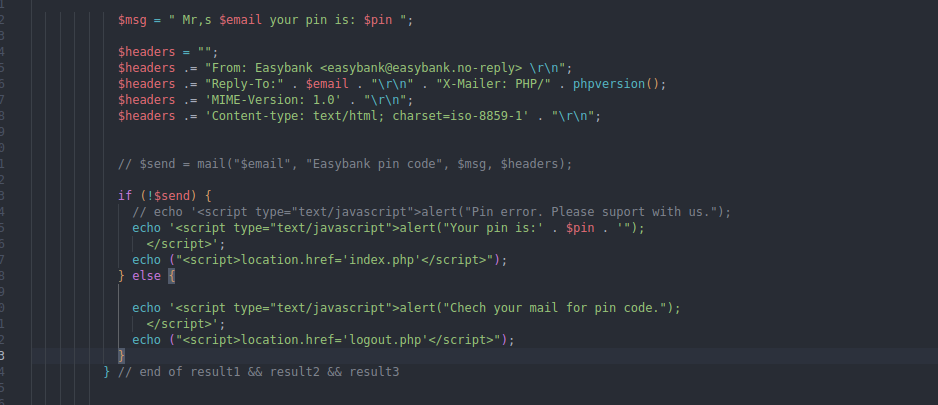 $msg = " Mr,s $email your pin is: $pin ";
$headers = "";
$headers .= "From: Easybank <easybank@easybank.no-reply> \r\n";
$headers .= "Reply-To:" . $email . "\r\n" . "X-Mailer: PHP/" . phpversion();
$headers .= 'MIME-Version: 1.0' . "\r\n";
$headers .= 'Content-type: text/html; charset=iso-8859-1' . "\r\n";
// $send = mail("$email", "Easybank pin code", $msg, $headers);
if (!$send) {
// echo '<script type="text/javascript">alert("Pin error. Please suport with us.");
echo '<script type="text/javascript">alert("Your pin is:' . $pin . '");
</script>';
echo ("<script>location.href='index.php'</script>");
} else {
echo '<script type="text/javascript">alert("Chech your mail for pin code.");
</script>';
echo ("<script>location.href='logout.php'</script>");
}
} // end of result1 && result2 && result3